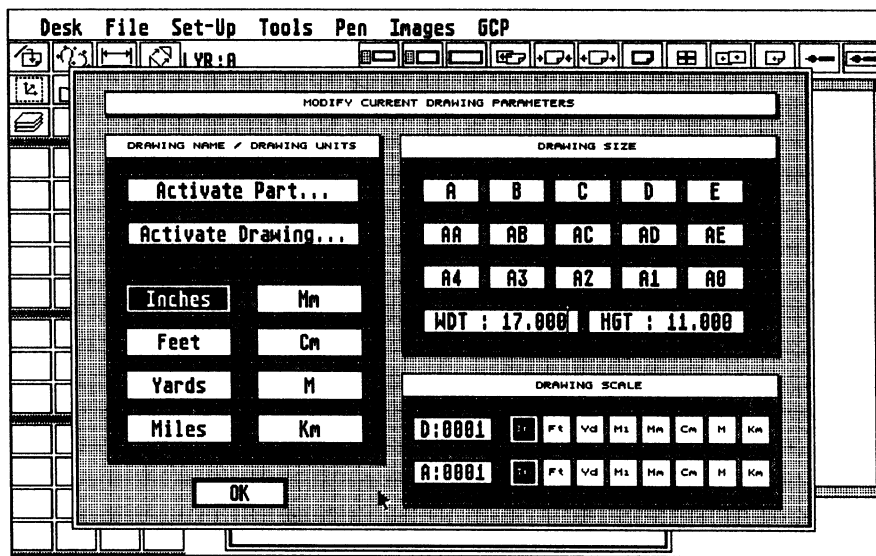 Desk File Set-Up Tools Pen Images GCP
LYR:A
MODIFY CURRENT DRAWING PARAMETERS
DRAWING NAME / DRAWING UNITS
Activate Part...
Activate Drawing...
Inches Mm
Feet Cm
Yards M
Miles Km
OK
DRAWING SIZE
A B C D E
AA AB AC AD AE
A4 A3 A2 A1 A0
WDT : 17.000 HGT : 11.000
DRAWING SCALE
D:0001 Ft Yd Mi Mm Cm M Km
A:0001 Ft Yd Mi Mm Cm M Km